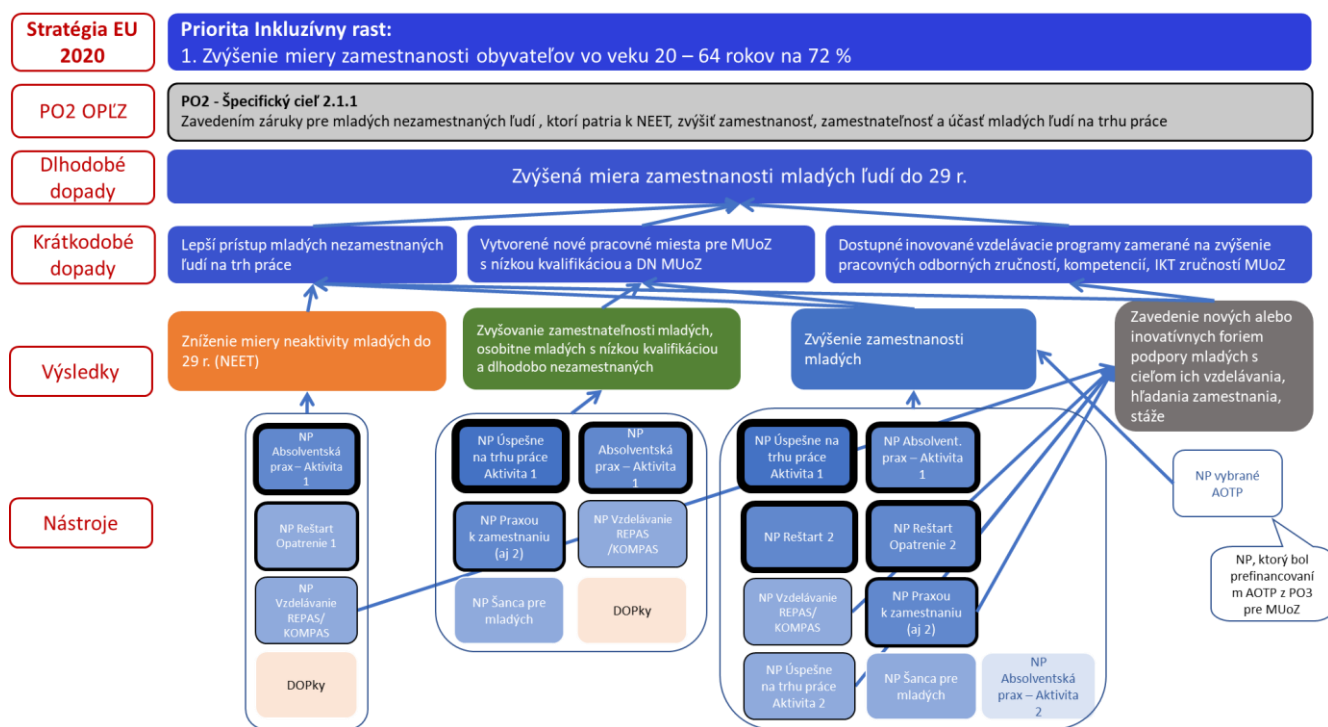 Stratégia EU
2020
Priorita Inkluzívny rast:
1. Zvýšenie miery zamestnanosti obyvateľov vo veku 20 – 64 rokov na 72 %
PO2 OPĽZ
PO2 - Špecifický cieľ 2.1.1
Zavedením záruky pre mladých nezamestnaných ľudí , ktorí patria k NEET, zvýšiť zamestnanosť, zamestnateľnosť a účasť mladých ľudí na trhu práce
Dlhodobé
dopady
Zvýšená miera zamestnanosti mladých ľudí do 29 r.
Krátkodobé
dopady
Lepší prístup mladých nezamestnaných
ľudí na trh práce
Vytvorené nové pracovné miesta pre MUoZ
s nízkou kvalifikáciou a DN MUoZ
Dostupné inovované vzdelávacie programy zamerané na zvýšenie
pracovných odborných zručností, kompetencií, IKT zručností MUoZ
Výsledky
Zníženie miery neaktivity mladých do
29 r. (NEET)
Zvyšovanie zamestnateľnosti mladých,
osobitne mladých s nízkou kvalifikáciou
a dlhodobo nezamestnaných
Zvýšenie zamestnanosti
mladých
Zavedenie nových alebo
inovatívnych foriem
podpory mladých s
cieľom ich vzdelávania,
hľadania zamestnania,
stáže
Nástroje
NP
Absolventská
prax – Aktivita
1
NP Reštart
Opatrenie 1
NP
Vzdelávanie
REPAS/
KOMPAS
DOPky
NP Úspešne
na trhu práce
Aktivita 1
NP
Absolventská
prax – Aktivita
1
NP Praxou
k zamestnaniu
(aj 2)
NP Vzdelávanie
REPAS
/KOMPAS
NP Šanca pre
mladých
DOPky
NP Úspešne
na trhu práce
Aktivita 1
NP Absolvent.
prax – Aktivita
1
NP Reštart 2
NP Reštart
Opatrenie 2
NP Vzdelávanie
REPAS/
KOMPAS
NP Praxou
k zamestnaniu
(aj 2)
NP Úspešne
na trhu práce
Aktivita 2
NP Šanca pre
mladých
NP
Absolventská
prax – Aktivita
2
NP vybrané
AOTP
NP, ktorý bol
prefinancovaní
m AOTP z PO3
pre MUoZ